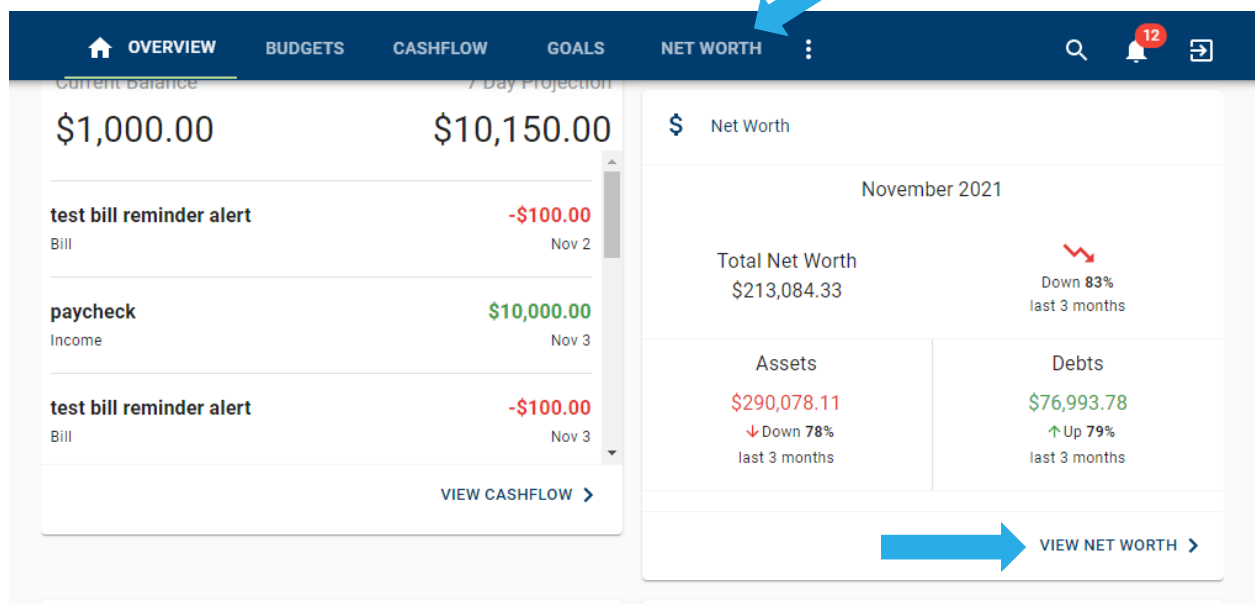 OVERVIEW BUDGETS CASHFLOW GOALS NET WORTH 12
Current Balance 7 Day Projection
$1,000.00 $10,150.00
test bill reminder alert -$100.00
Bill Nov 2
paycheck $10,000.00
Income Nov 3
test bill reminder alert -$100.00
Bill Nov 3
VIEW CASHFLOW
$ Net Worth
November 2021
Total Net Worth
$213,084.33
Down 83%
last 3 months
Assets
$290,078.11
Down 78%
last 3 months
Debts
$76,993.78
Up 79%
last 3 months
VIEW NET WORTH